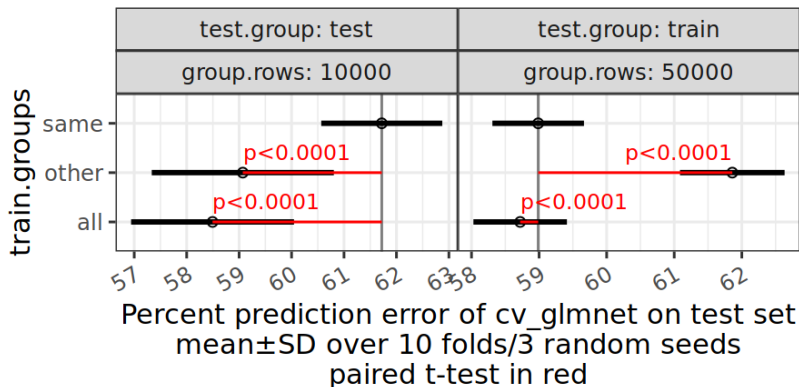 test.group: test
test.group: train
group.rows: 10000
group.rows: 50000
train.groups
same
other
all
p<0.0001
p<0.0001
p<0.0001
p<0.0001
57
58
59
60
61
62
63
58
59
60
61
62
Percent prediction error of cv_glmnet on test set
mean±SD over 10 folds/3 random seeds
paired t-test in red